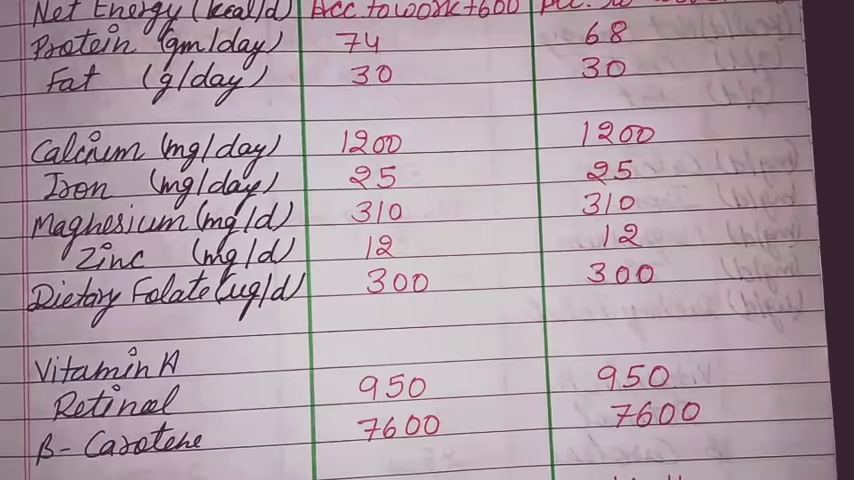 Net Energy (kcal/d) Acc. to work +600
Protein (gm/day) 74 68
Fat (g/day) 30 30
Calcium (mg/day) 1200 1200
Iron (mg/day) 25 25
Maghesium (mg/d) 310 310
Zinc (mg/d) 12 12
Dietary Folate (ug/d) 300 300
Vitamin A
Retinol 950 950
β-Carotene 7600 7600